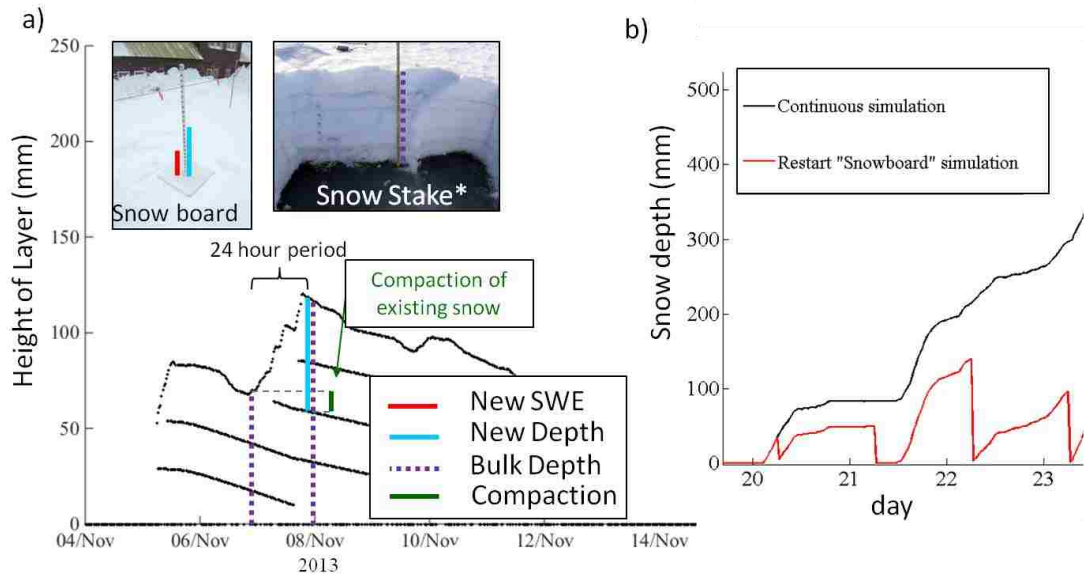 a)
Height of Layer (mm)
250
200
150
100
50
0
Snow board
Snow Stake*
24 hour period
Compaction of
existing snow
New SWE
New Depth
Bulk Depth
Compaction
04/Nov
06/Nov
08/Nov
10/Nov
12/Nov
14/Nov
2013
b)
Snow depth (mm)
500
400
300
200
100
0
Continuous simulation
Restart "Snowboard" simulation
20
21
22
23
day